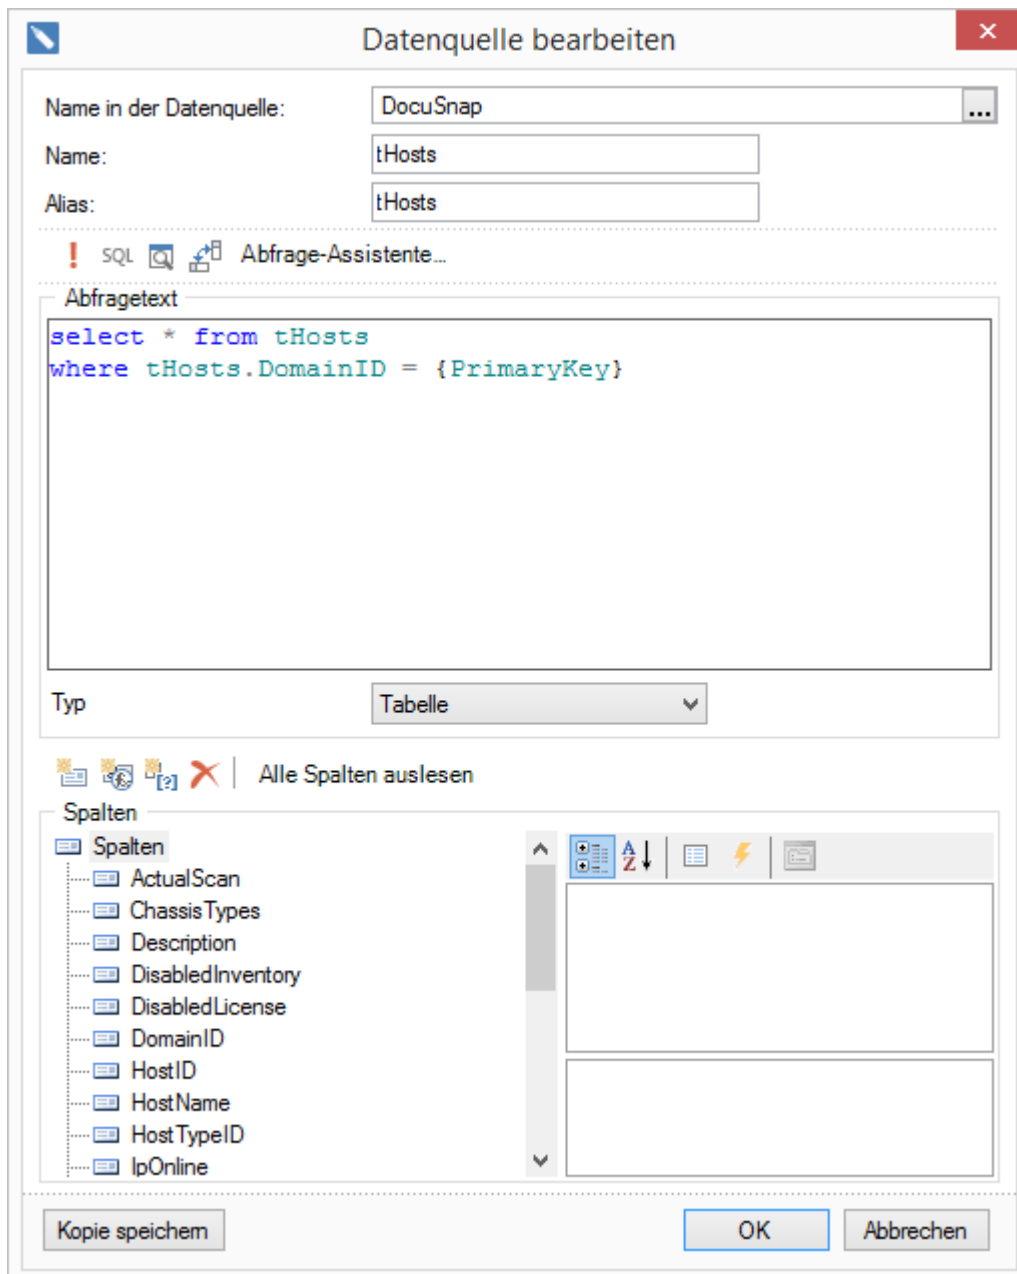 Datenquelle bearbeiten
Name in der Datenquelle:
DocuSnap
...
Name:
tHosts
Alias:
tHosts
! SQL Abfrage-Assistente...
Abfragetext
select * from tHosts
where tHosts.DomainID = {PrimaryKey}
Typ
Tabelle
[?]
Alle Spalten auslesen
Spalten
Spalten
A
Z
ActualScan
ChassisTypes
Description
DisabledInventory
DisabledLicense
DomainID
HostID
HostName
HostTypeID
IpOnline
Kopie speichern
OK
Abbrechen